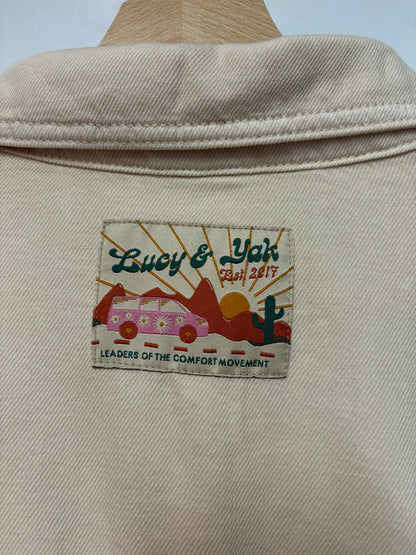 Lucy & Yak
Est. 2017
LEADERS OF THE COMFORT MOVEMENT